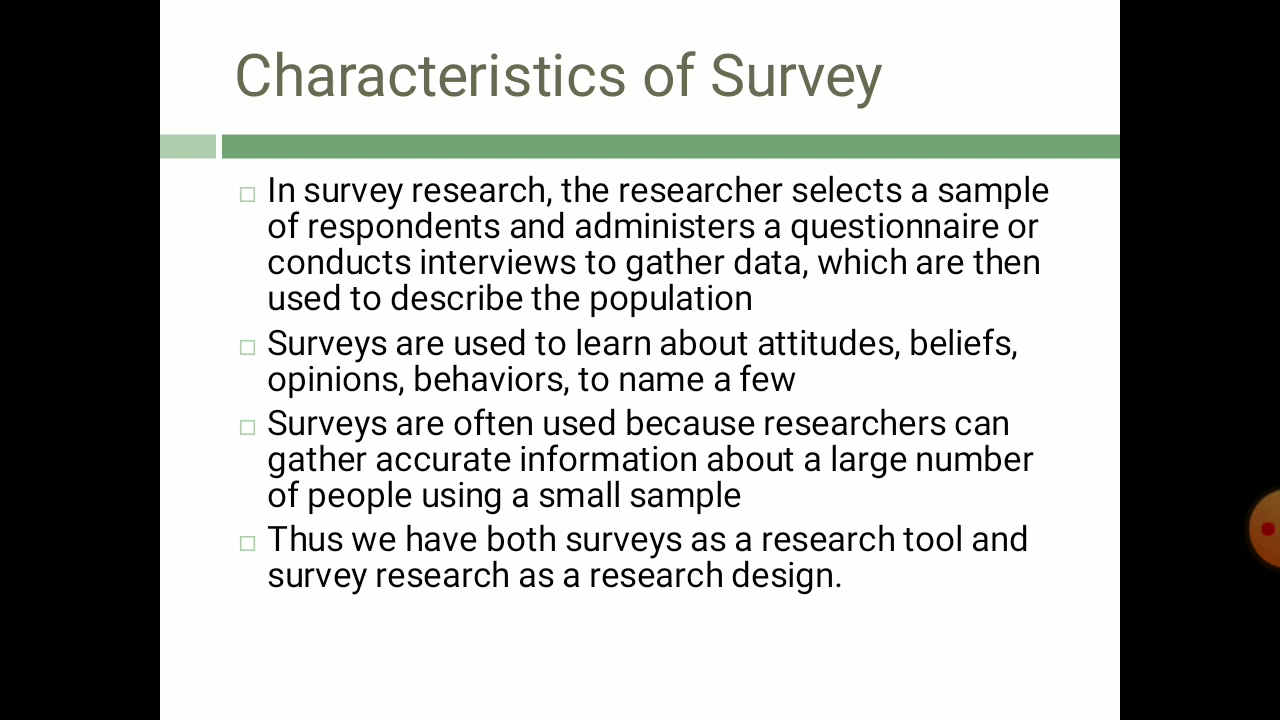 Characteristics of Survey
In survey research, the researcher selects a sample
of respondents and administers a questionnaire or
conducts interviews to gather data, which are then
used to describe the population
Surveys are used to learn about attitudes, beliefs,
opinions, behaviors, to name a few
Surveys are often used because researchers can
gather accurate information about a large number
of people using a small sample
Thus we have both surveys as a research tool and
survey research as a research design.